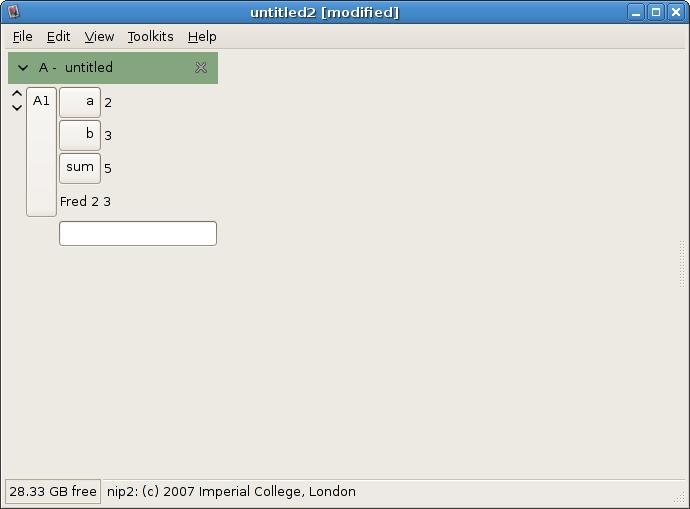 untitled2 [modified]
File Edit View Toolkits Help
A - untitled
A1 a 2
b 3
sum 5
Fred 2 3
28.33 GB free nip2: (c) 2007 Imperial College, London